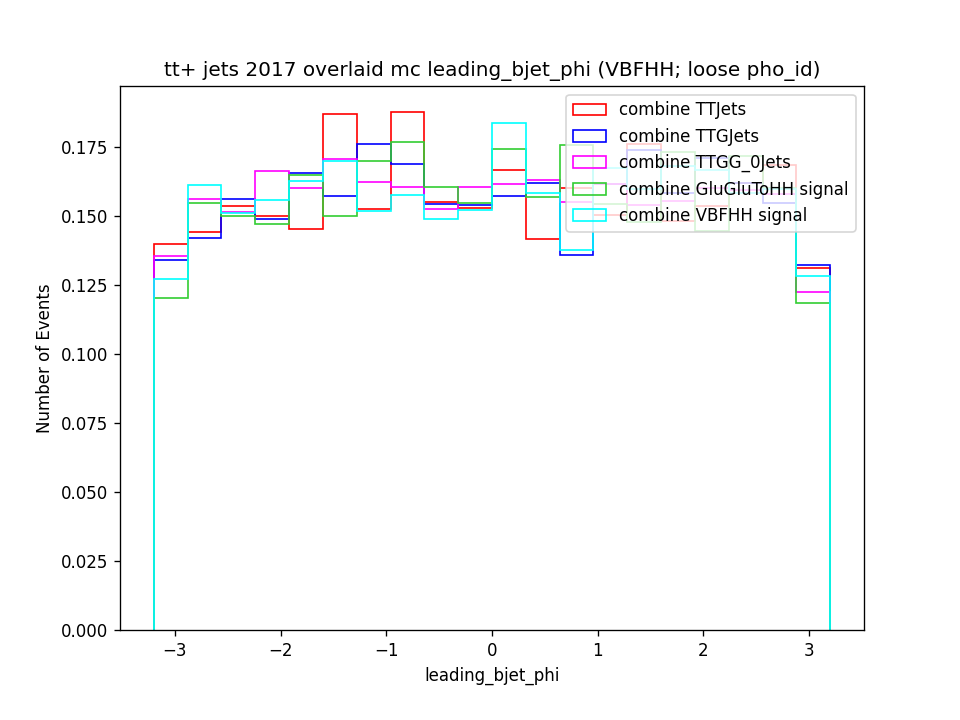 tt+ jets 2017 overlaid mc leading_bjet_phi (VBFHH; loose pho_id)
combine TTJets
combine TTGJets
combine TTGG_0Jets
combine GluGluToHH signal
combine VBFHH signal
Number of Events
0.175
0.150
0.125
0.100
0.075
0.050
0.025
0.000
−3 −2 −1 0 1 2 3
leading_bjet_phi